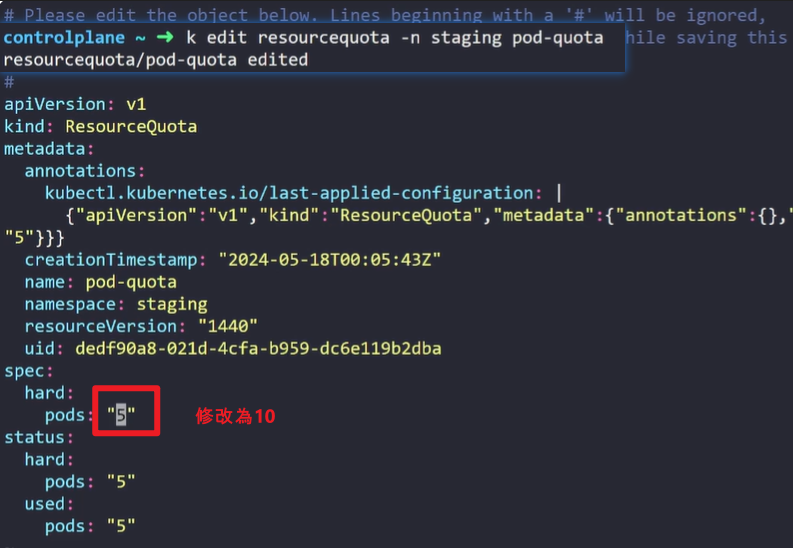 # Please edit the object below. Lines beginning with a '#' will be ignored,
controlplane ~ ➜ k edit resourcequota -n staging pod-quota
hile saving this
resourcequota/pod-quota edited
#
apiVersion: v1
kind: ResourceQuota
metadata:
  annotations:
    kubectl.kubernetes.io/last-applied-configuration: |
      {"apiVersion":"v1","kind":"ResourceQuota","metadata":{"annotations":{},"
"5"}}}
  creationTimestamp: "2024-05-18T00:05:43Z"
  name: pod-quota
  namespace: staging
  resourceVersion: "1440"
  uid: dedf90a8-021d-4cfa-b959-dc6e119b2dba
spec:
  hard:
    pods: "5" 修改為10
status:
  hard:
    pods: "5"
  used:
    pods: "5"